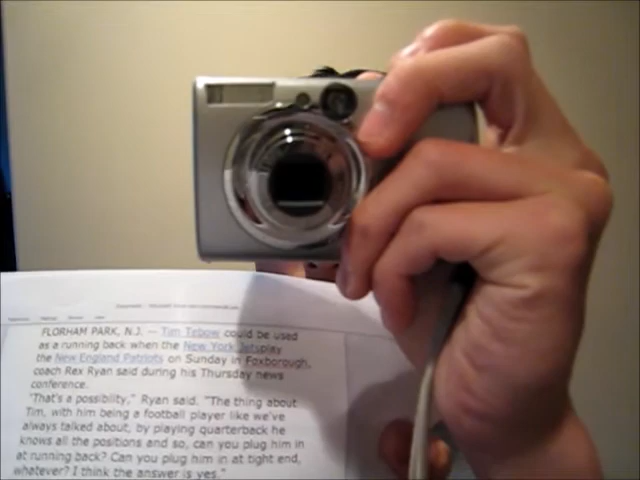 FLORHAM PARK, N.J. — Tim Tebow could be used
as a running back when the New York Jetsplay
the New England Patriots on Sunday in Foxborough,
coach Rex Ryan said during his Thursday news
conference.
"That's a possibility," Ryan said. "The thing about
Tim, with him being a football player like we've
always talked about, by playing quarterback he
knows all the positions and so, can you plug him in
at running back? Can you plug him in at tight end,
whatever? I think the answer is yes."